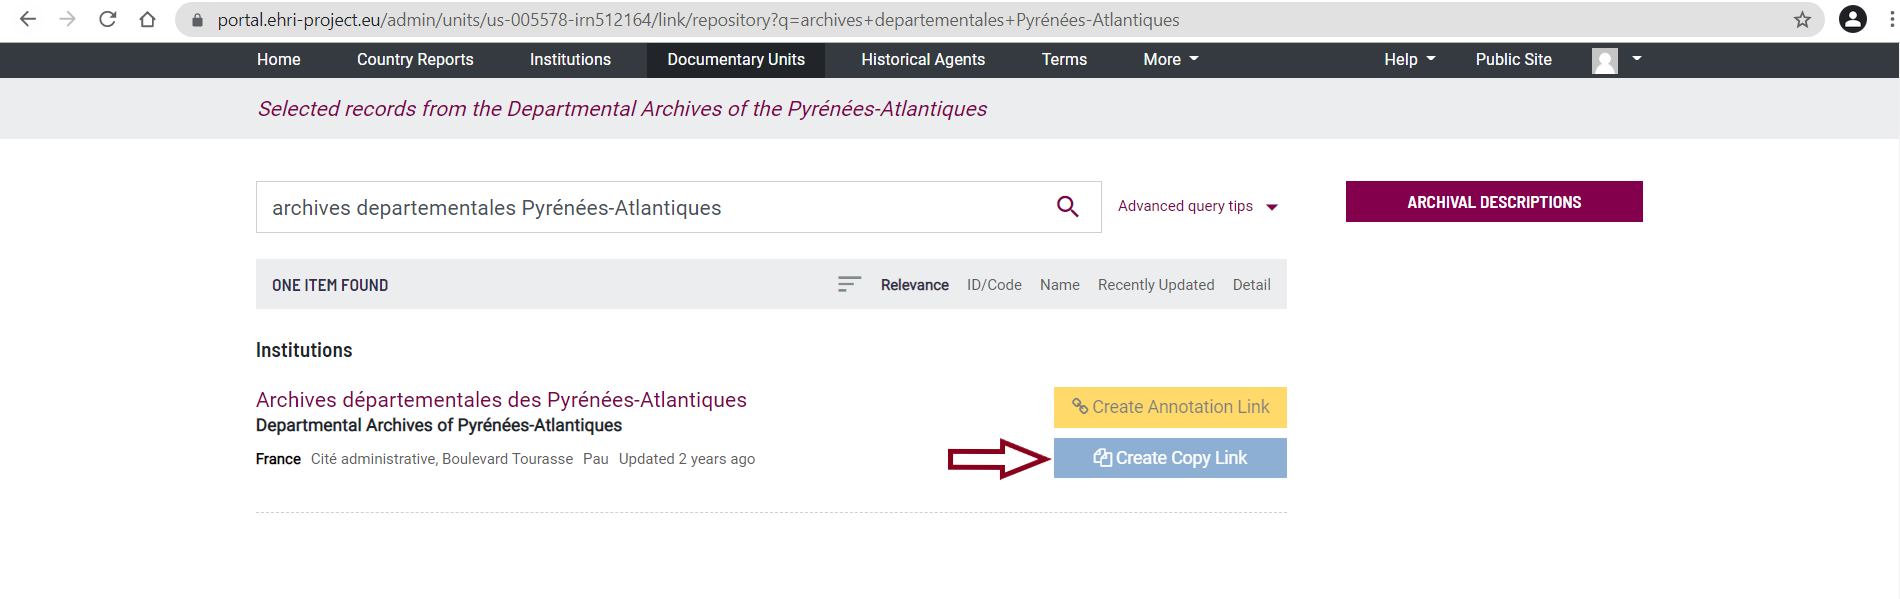 portal.ehri-project.eu/admin/units/us-005578-irn512164/link/repository?q=archives+departementales+Pyrénées-Atlantiques
Home Country Reports Institutions Documentary Units Historical Agents Terms More Help Public Site
Selected records from the Departmental Archives of the Pyrénées-Atlantiques
archives departementales Pyrénées-Atlantiques Advanced query tips ARCHIVAL DESCRIPTIONS
ONE ITEM FOUND Relevance ID/Code Name Recently Updated Detail
Institutions
Archives départementales des Pyrénées-Atlantiques
Create Annotation Link
Departmental Archives of Pyrénées-Atlantiques
France Cité administrative, Boulevard Tourasse Pau Updated 2 years ago
Create Copy Link